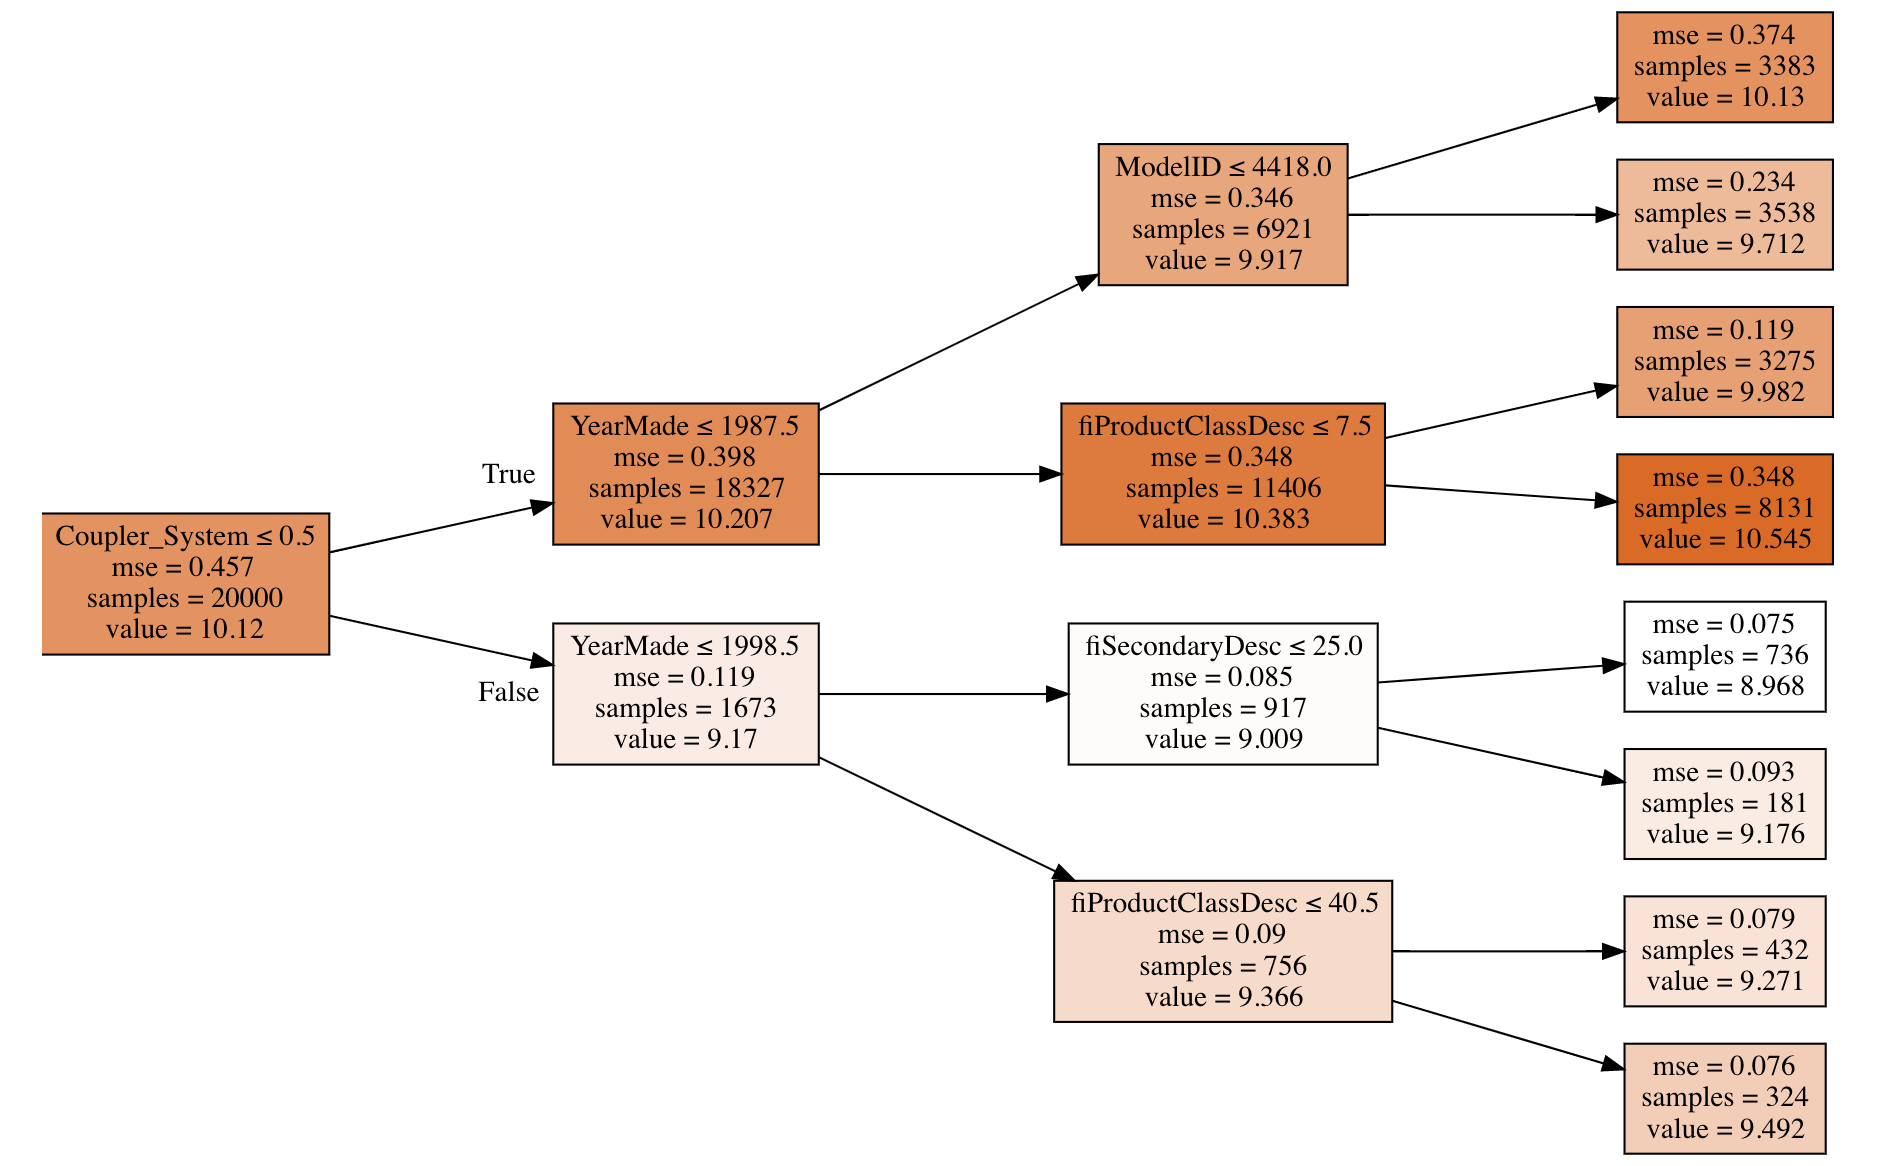 Coupler_System ≤ 0.5
mse = 0.457
samples = 20000
value = 10.12
True
False
YearMade ≤ 1987.5
mse = 0.398
samples = 18327
value = 10.207
YearMade ≤ 1998.5
mse = 0.119
samples = 1673
value = 9.17
ModelID ≤ 4418.0
mse = 0.346
samples = 6921
value = 9.917
fiProductClassDesc ≤ 7.5
mse = 0.348
samples = 11406
value = 10.383
fiSecondaryDesc ≤ 25.0
mse = 0.085
samples = 917
value = 9.009
fiProductClassDesc ≤ 40.5
mse = 0.09
samples = 756
value = 9.366
mse = 0.374
samples = 3383
value = 10.13
mse = 0.234
samples = 3538
value = 9.712
mse = 0.119
samples = 3275
value = 9.982
mse = 0.348
samples = 8131
value = 10.545
mse = 0.075
samples = 736
value = 8.968
mse = 0.093
samples = 181
value = 9.176
mse = 0.079
samples = 432
value = 9.271
mse = 0.076
samples = 324
value = 9.492